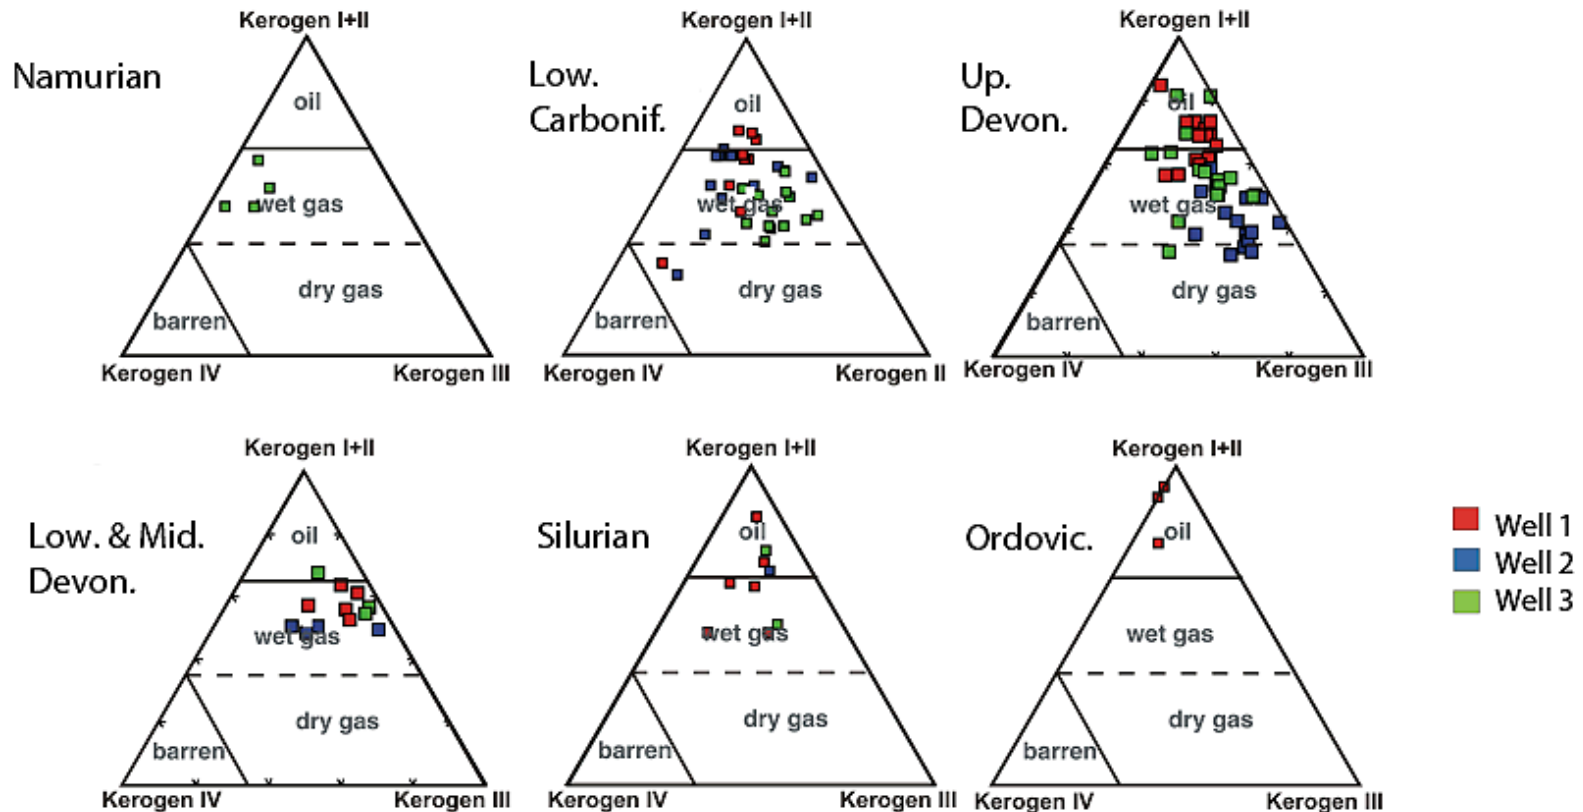 Kerogen I+II
Namurian
oil
wet gas
dry gas
barren
Kerogen IV
Kerogen III
Kerogen I+II
Low.
Carbonif.
oil
wet gas
dry gas
barren
Kerogen IV
Kerogen II
Kerogen I+II
Up.
Devon.
oil
wet gas
dry gas
barren
Kerogen IV
Kerogen III
Kerogen I+II
Low. & Mid.
Devon.
oil
wet gas
dry gas
barren
Kerogen IV
Kerogen III
Kerogen I+II
Silurian
oil
wet gas
dry gas
barren
Kerogen IV
Kerogen III
Kerogen I+II
Ordovic.
oil
wet gas
dry gas
barren
Kerogen IV
Kerogen III
Well 1
Well 2
Well 3